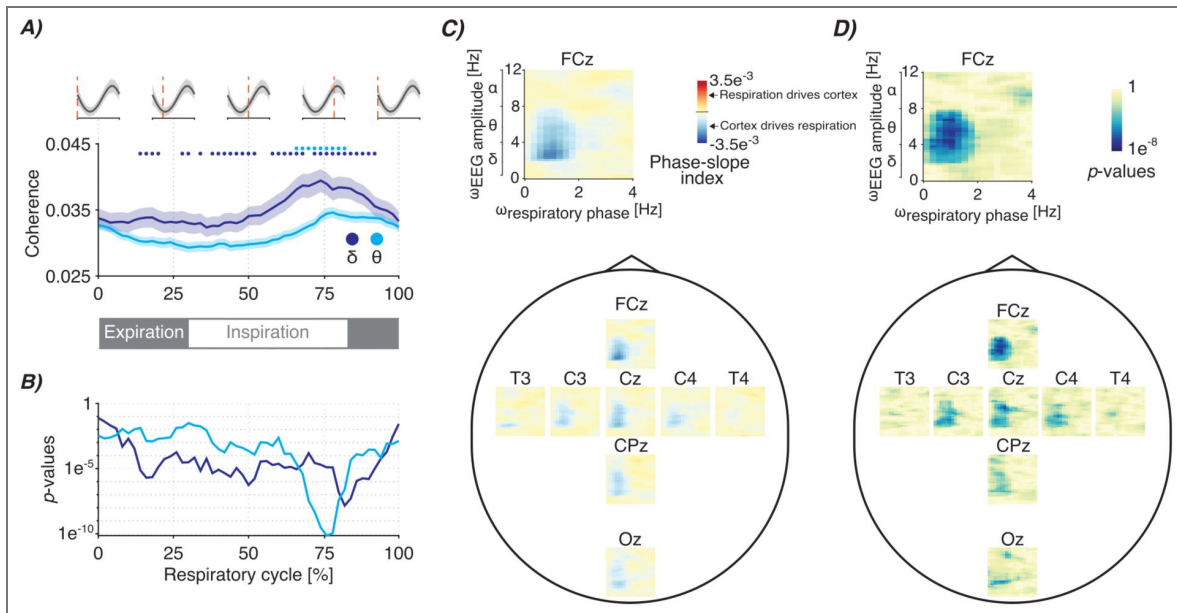 A)
Coherence
0.045
0.035
0.025
0 25 50 75 100
δ θ
Expiration Inspiration
B)
p-values
1
1e-5
1e-10
0 25 50 75 100
Respiratory cycle [%]
C)
FCz
ωEEG amplitude [Hz]
δ θ α
12
8
4
0
0 2 4
ωrespiratory phase [Hz]
3.5e-3
Respiration drives cortex
Cortex drives respiration
-3.5e-3
Phase-slope
index
FCz
T3 C3 Cz C4 T4
CPz
Oz
D)
FCz
ωEEG amplitude [Hz]
δ θ α
12
8
4
0
0 2 4
ωrespiratory phase [Hz]
1
1e-8
p-values
FCz
T3 C3 Cz C4 T4
CPz
Oz